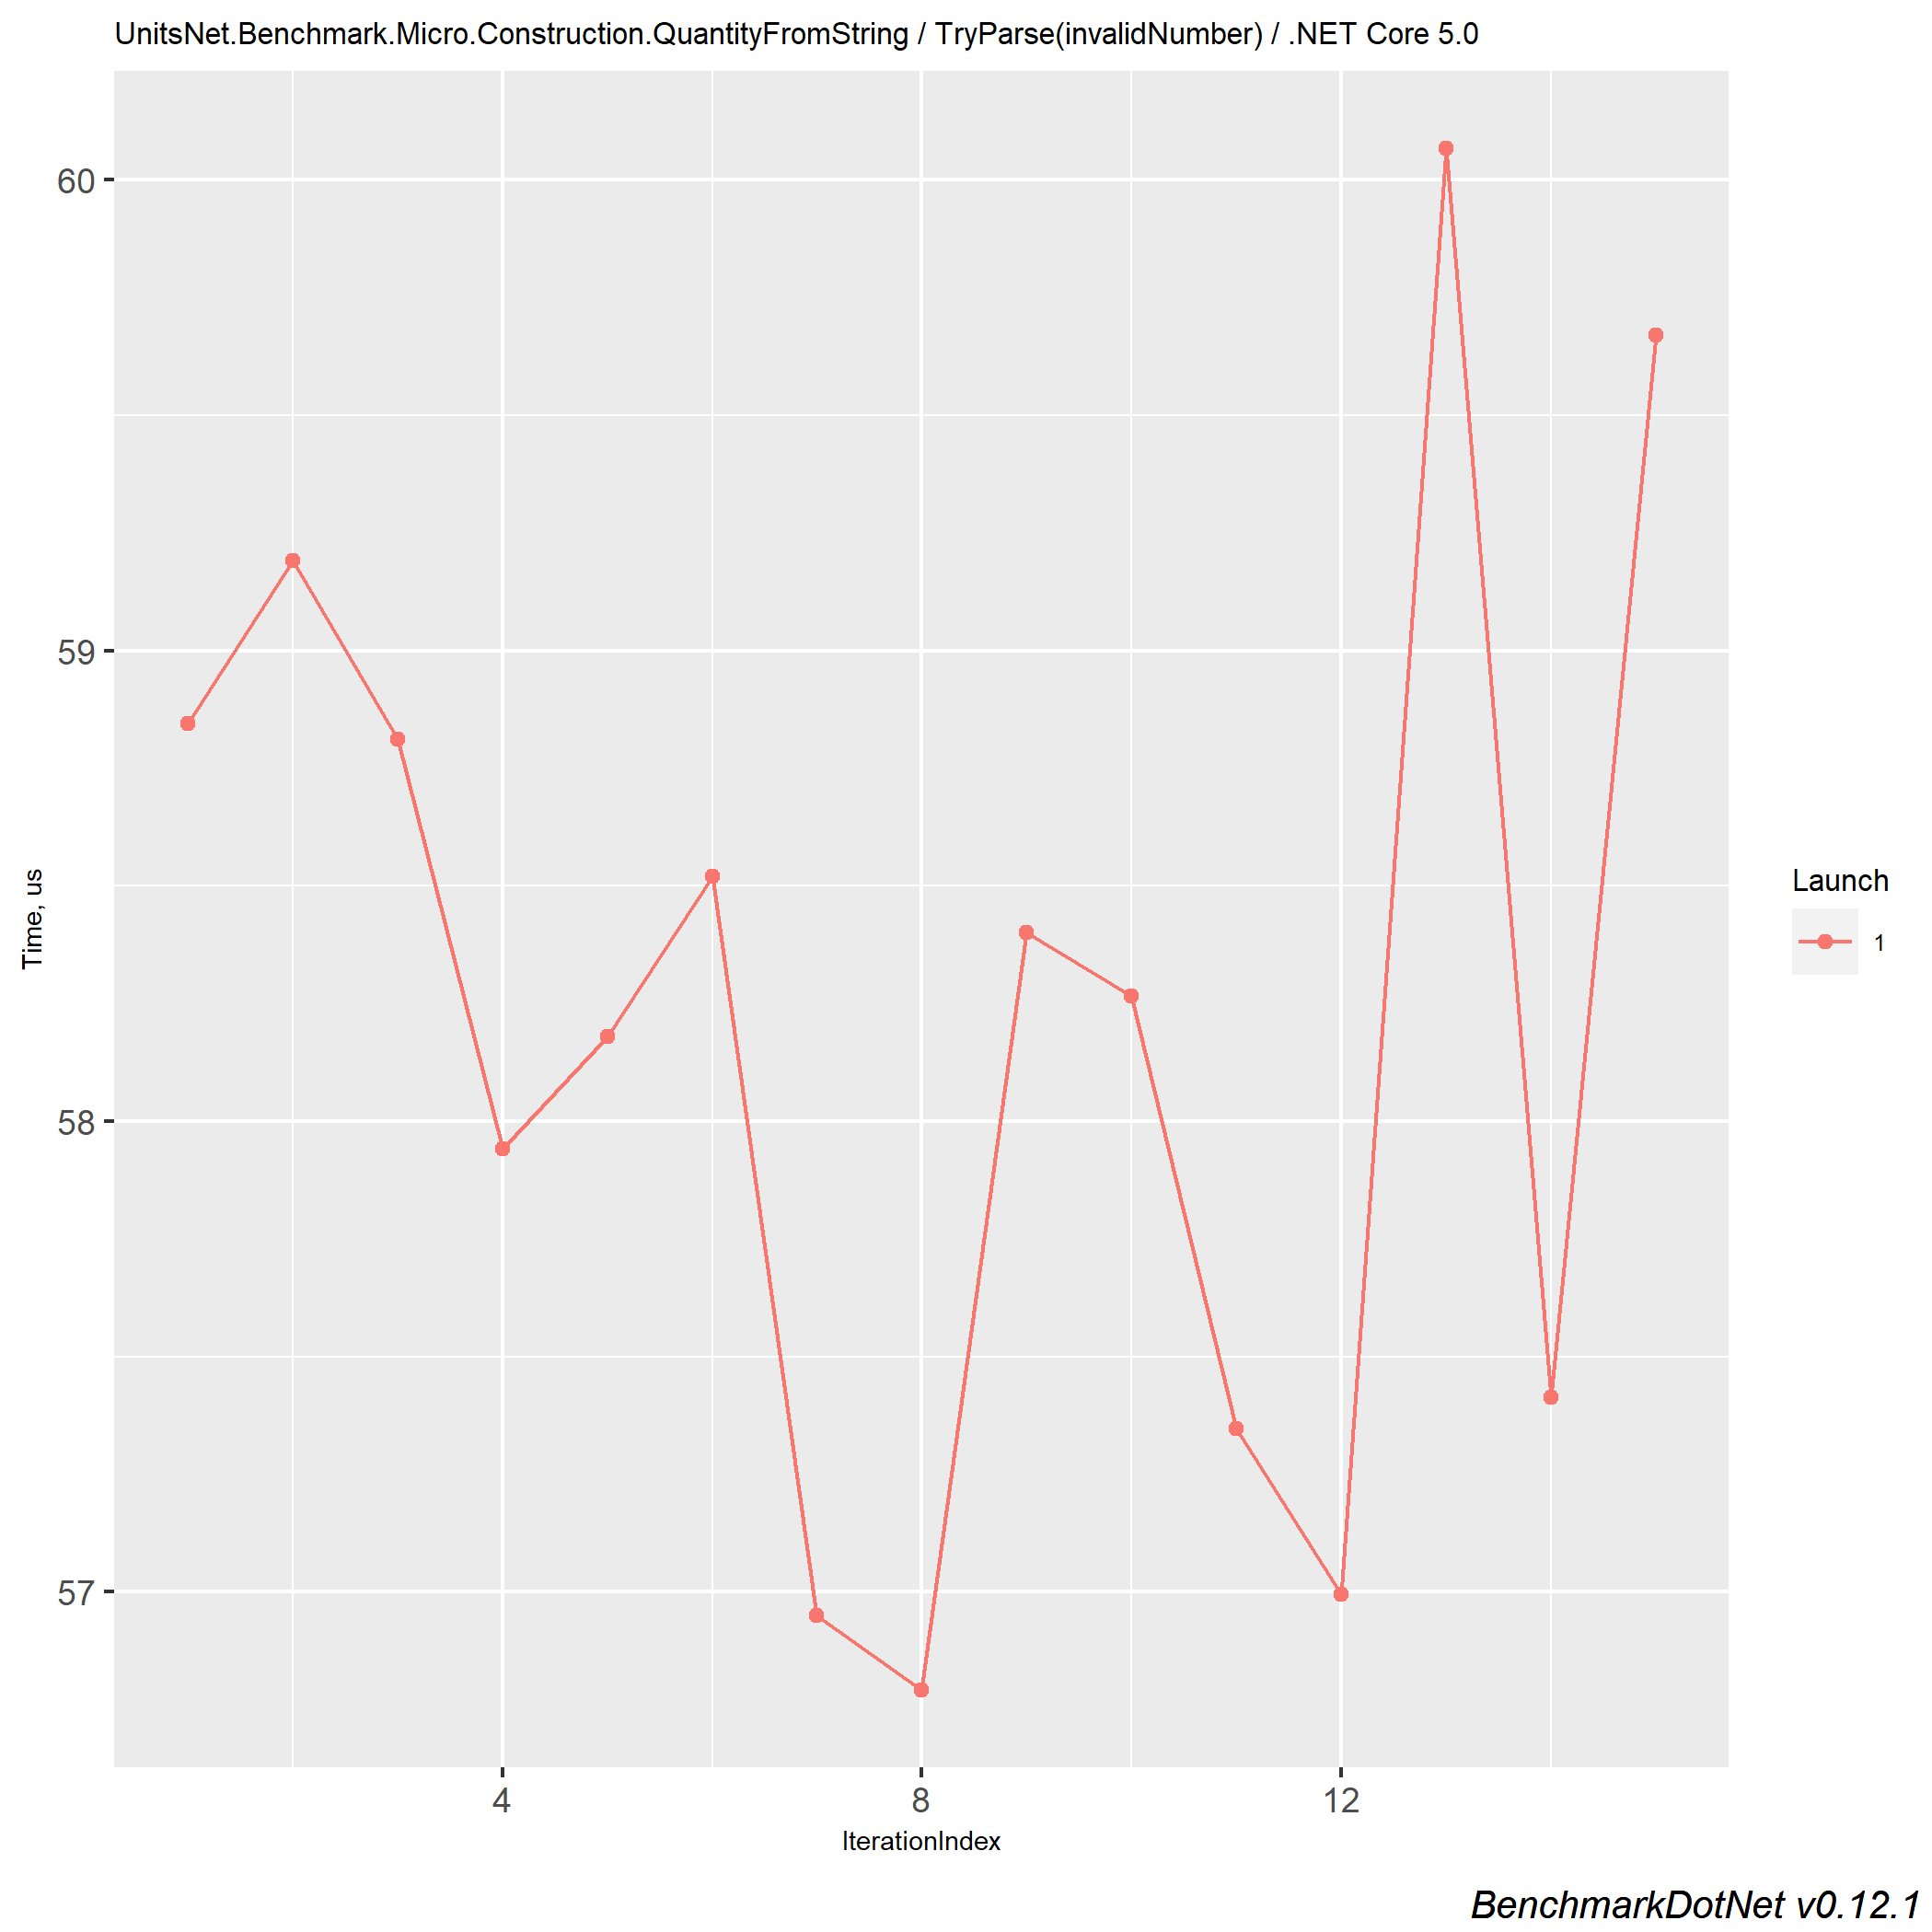 UnitsNet.Benchmark.Micro.Construction.QuantityFromString / TryParse(invalidNumber) / .NET Core 5.0
60
59
58
57
Time, us
4
8
12
IterationIndex
Launch
1
BenchmarkDotNet v0.12.1